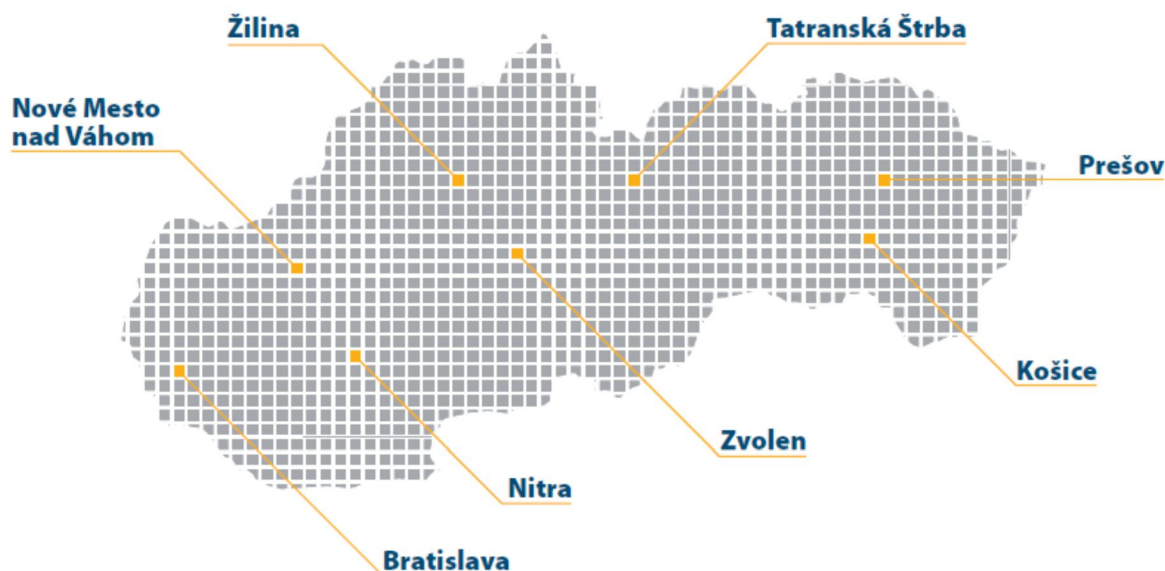 Žilina
Tatranská Štrba
Nové Mesto
nad Váhom
Prešov
Košice
Zvolen
Nitra
Bratislava